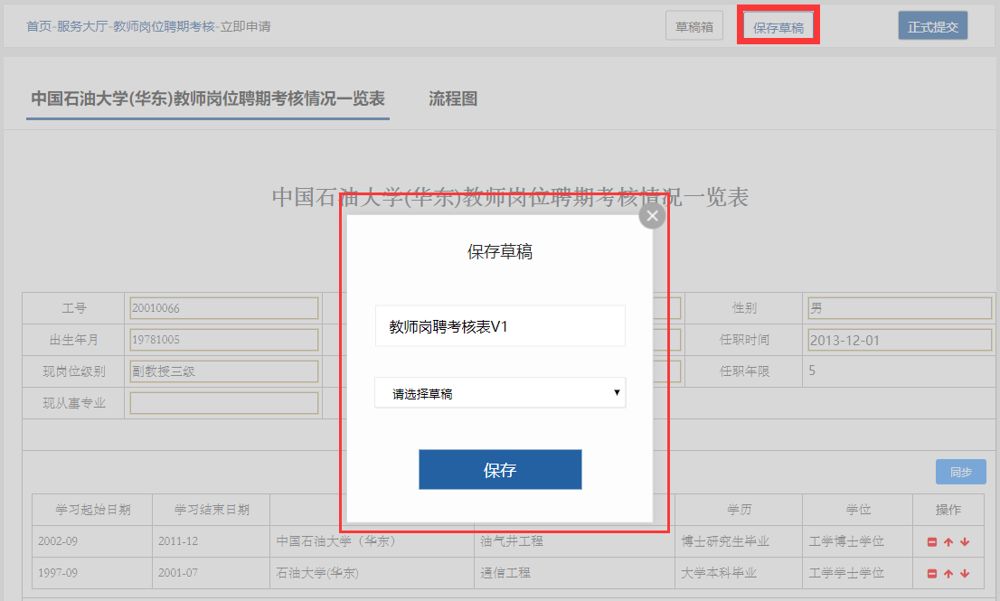 首页-服务大厅-教师岗位聘期考核-立即申请
草稿箱
保存草稿
正式提交
中国石油大学(华东)教师岗位聘期考核情况一览表
流程图
中国石油大学(华东)教师岗位聘期考核情况一览表
保存草稿
教师岗聘考核表V1
请选择草稿
保存
工号 20010066 性别 男
出生年月 19781005 任职时间 2013-12-01
现岗位级别 副教授三级 任职年限 5
现从事专业
同步
学习起始日期 学习结束日期 学历 学位 操作
2002-09 2011-12 中国石油大学（华东） 油气井工程 博士研究生毕业 工学博士学位
1997-09 2001-07 石油大学(华东) 通信工程 大学本科毕业 工学学士学位